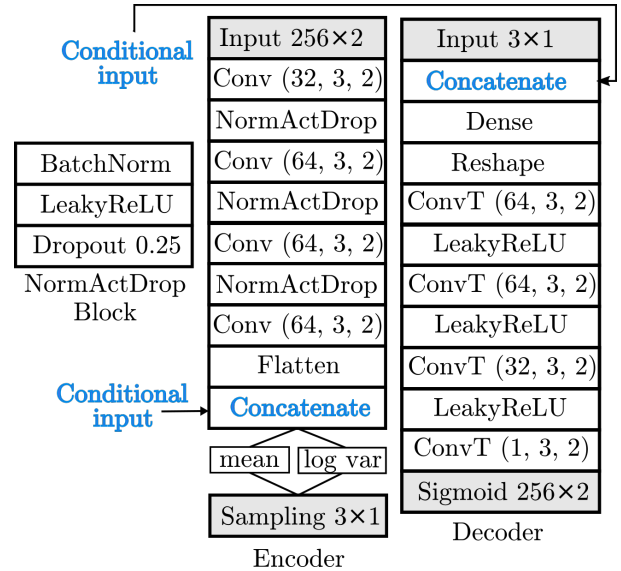 Conditional
input
BatchNorm
LeakyReLU
Dropout 0.25
NormActDrop
Block
Conditional
input
Input 256×2
Conv (32, 3, 2)
NormActDrop
Conv (64, 3, 2)
NormActDrop
Conv (64, 3, 2)
NormActDrop
Conv (64, 3, 2)
Flatten
Concatenate
mean
log var
Sampling 3×1
Encoder
Input 3×1
Concatenate
Dense
Reshape
ConvT (64, 3, 2)
LeakyReLU
ConvT (64, 3, 2)
LeakyReLU
ConvT (32, 3, 2)
LeakyReLU
ConvT (1, 3, 2)
Sigmoid 256×2
Decoder